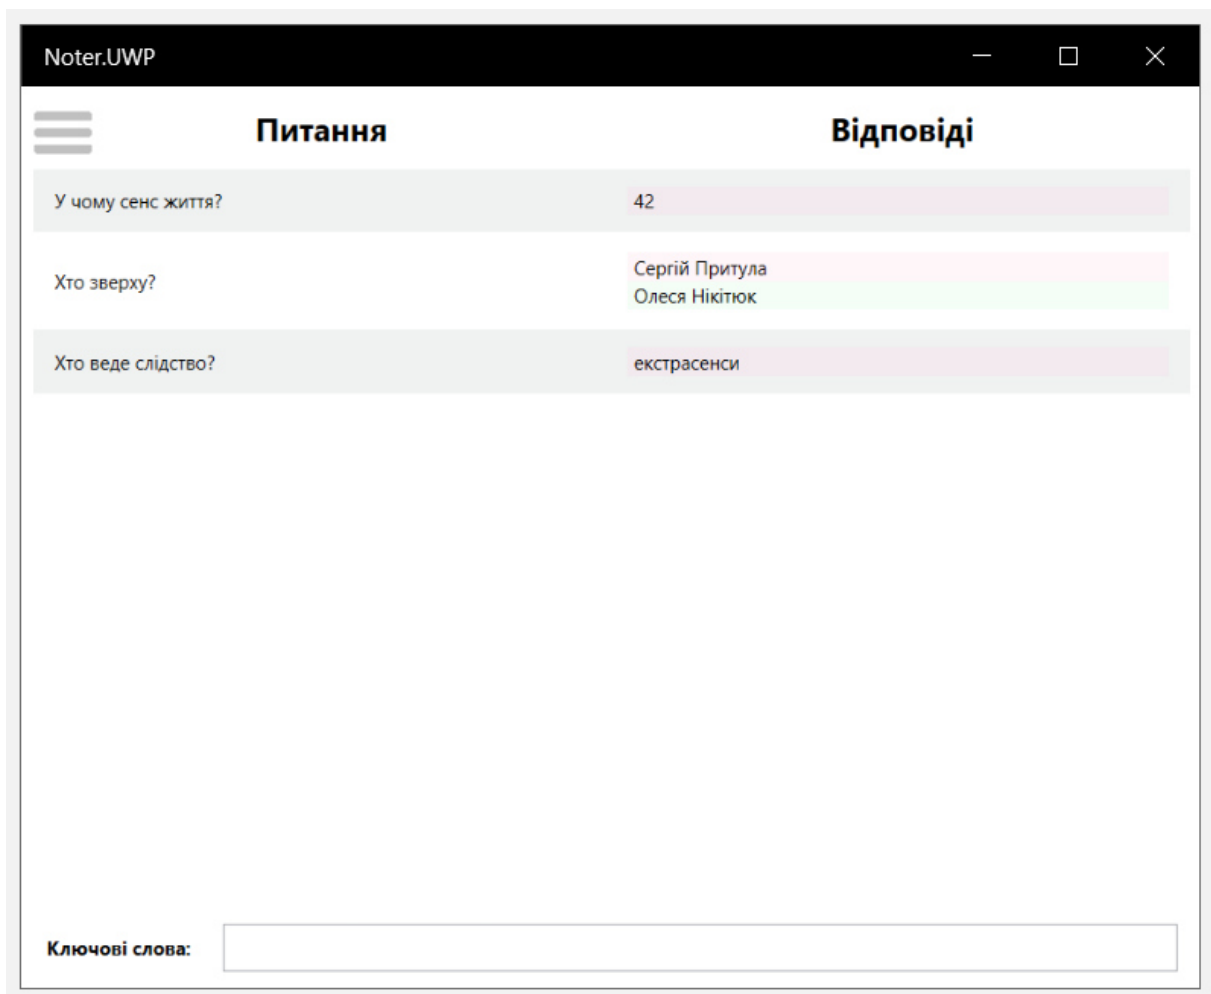 Noter.UWP
Питання
Відповіді
У чому сенс життя?
42
Хто зверху?
Сергій Притула
Олеся Нікітюк
Хто веде слідство?
екстрасенси
Ключові слова: